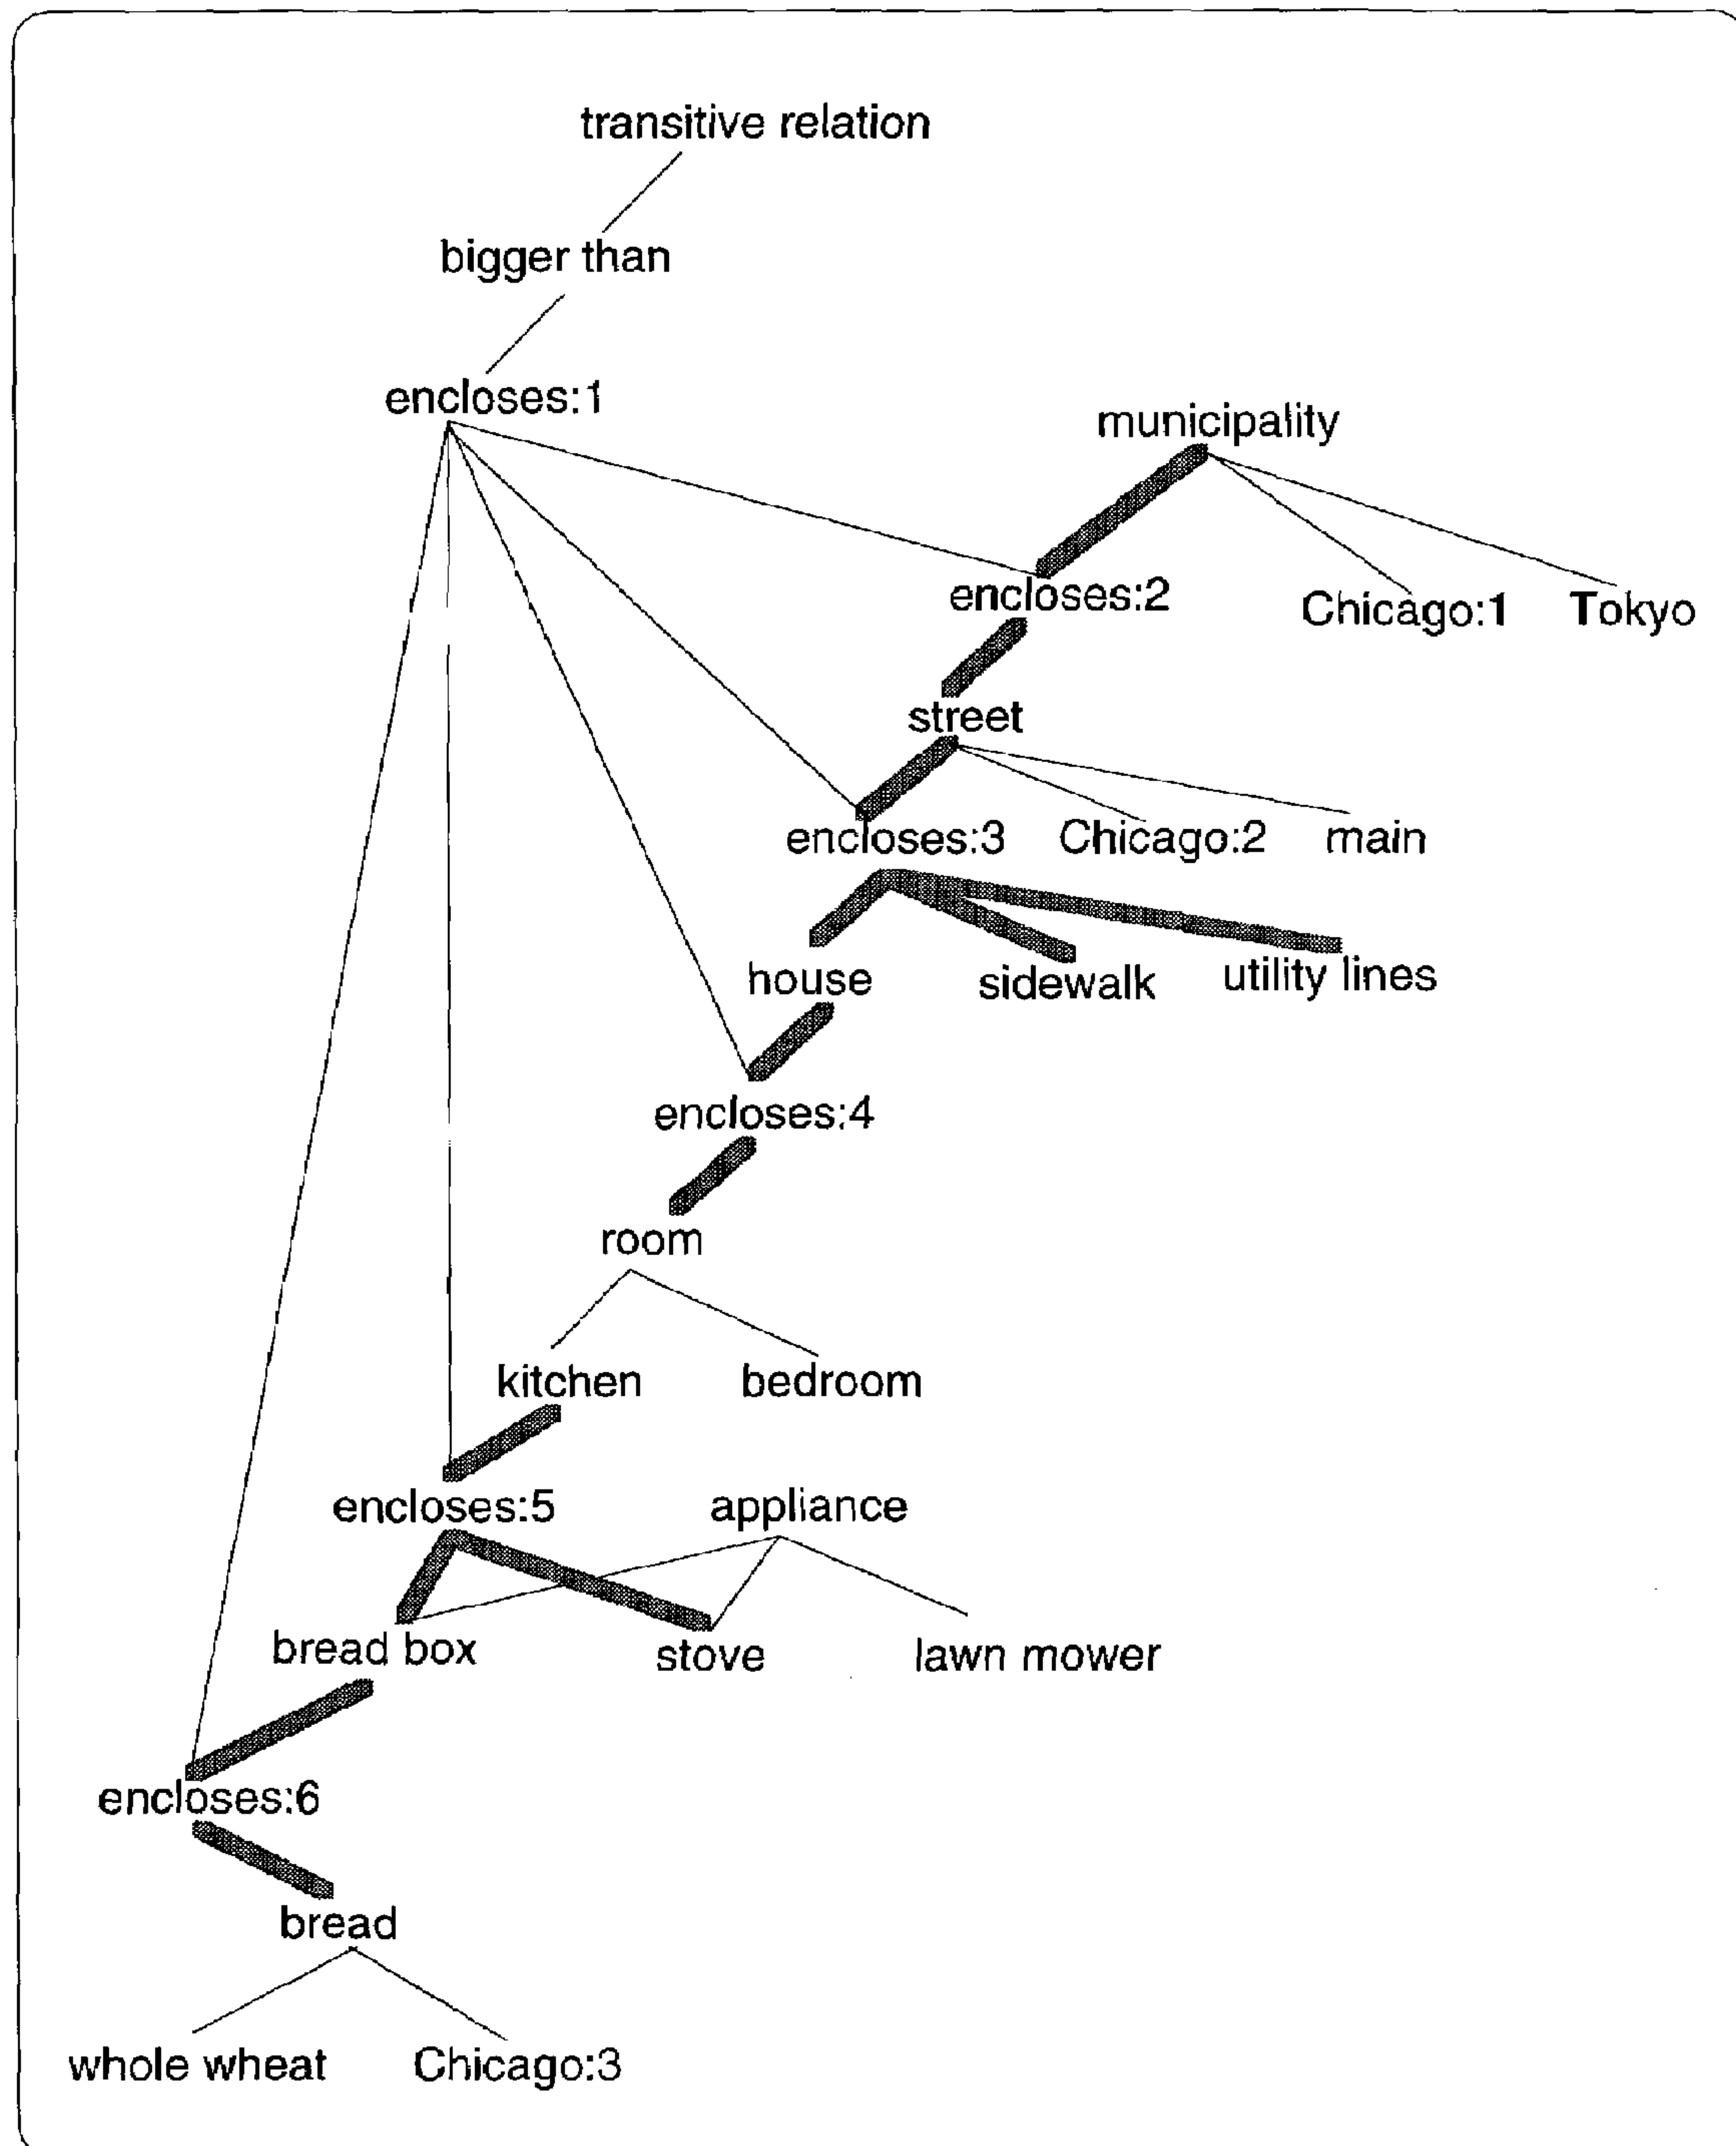 transitive relation
bigger than
encloses:1
municipality
encloses:2
Chicago:1
Tokyo
street
encloses:3
Chicago:2
main
house
sidewalk
utility lines
encloses:4
room
kitchen
bedroom
encloses:5
appliance
bread box
stove
lawn mower
encloses:6
bread
whole wheat
Chicago:3